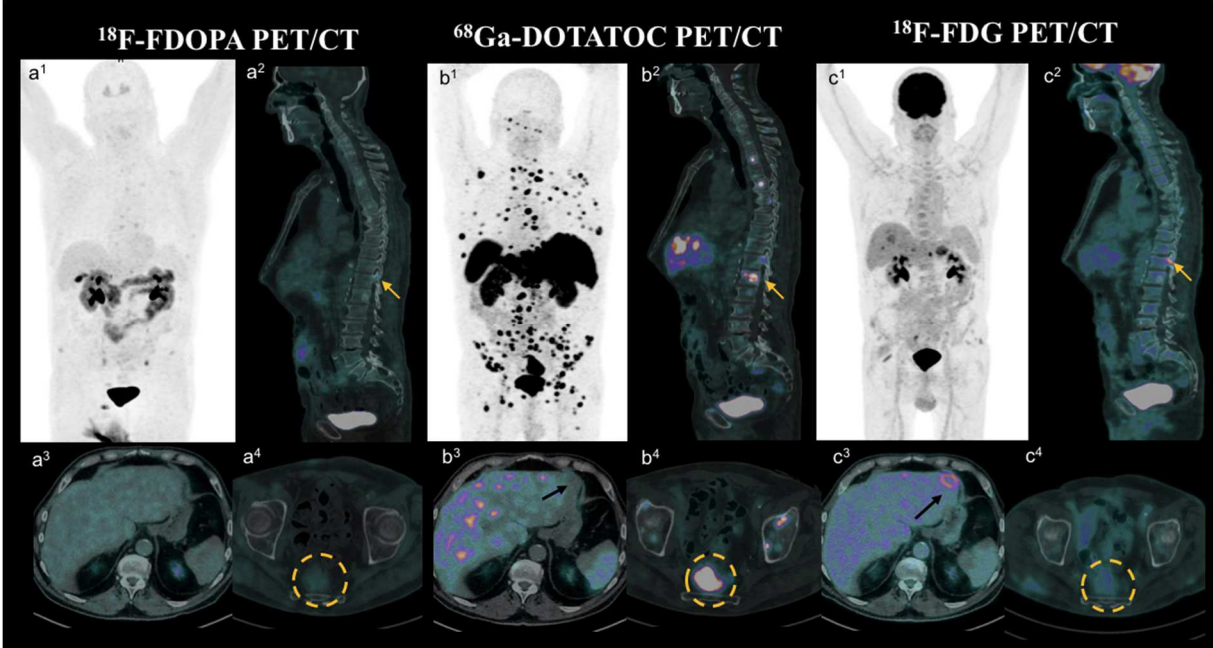 ¹⁸F-FDOPA PET/CT
⁶⁸Ga-DOTATOC PET/CT
¹⁸F-FDG PET/CT
a¹
a²
b¹
b²
c¹
c²
a³
a⁴
b³
b⁴
c³
c⁴